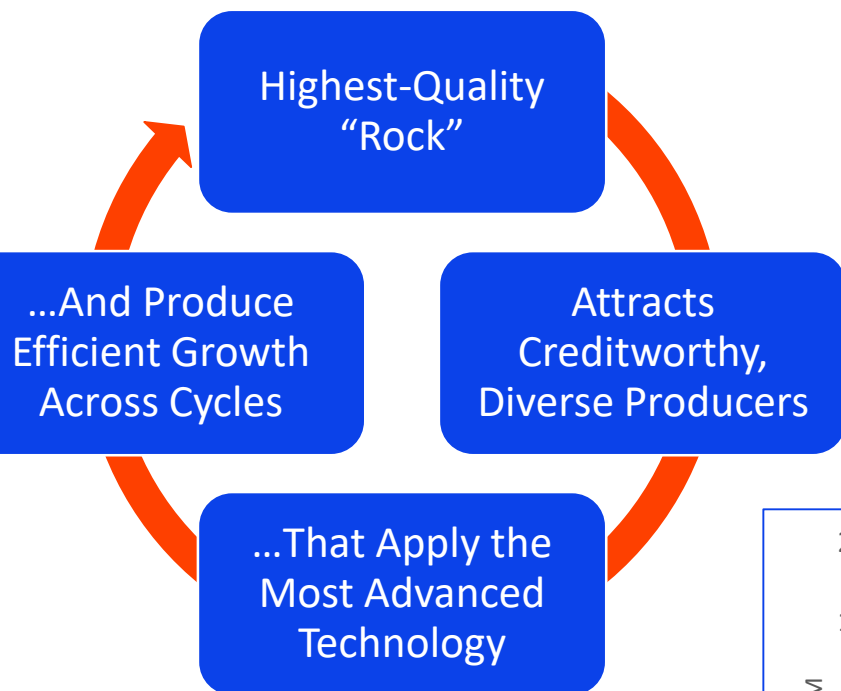 Highest-Quality
“Rock”
Attracts
Creditworthy,
Diverse Producers
…That Apply the
Most Advanced
Technology
…And Produce
Efficient Growth
Across Cycles